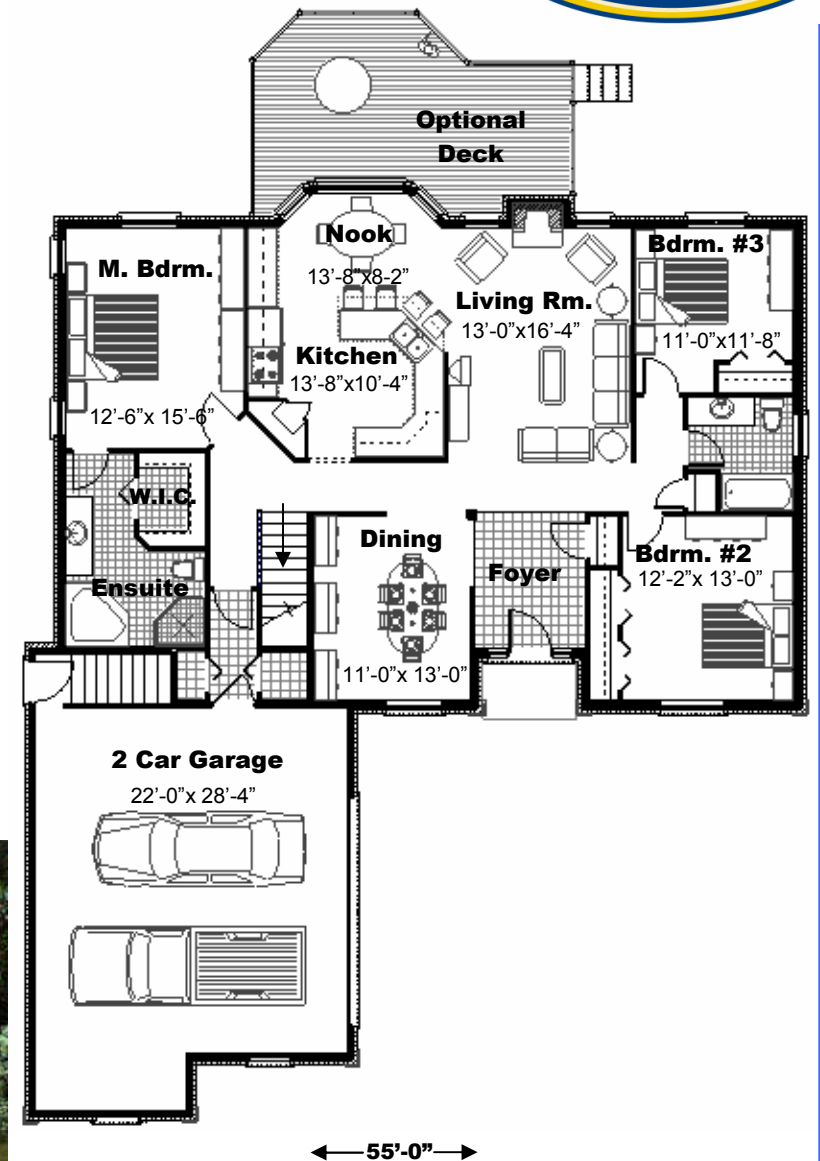 Optional
Deck
Nook
13'-8”x8-2”
M. Bdrm.
12’-6”x 15’-6”
Kitchen
13’-8”x10’-4”
Living Rm.
13’-0”x16’-4”
Bdrm. #3
11’-0”x11’-8”
W.I.C.
Ensuite
Dining
11’-0”x 13’-0”
Foyer
Bdrm. #2
12’-2”x 13’-0”
2 Car Garage
22’-0”x 28’-4”
55’-0”